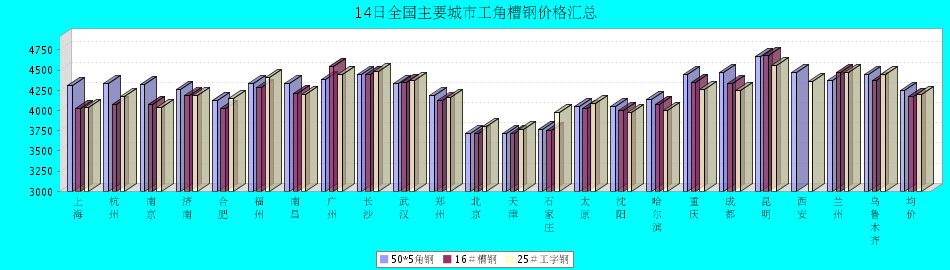 14日全国主要城市工角槽钢价格汇总
4750
4500
4250
4000
3750
3500
3250
3000
上海 杭州 南京 济南 合肥 福州 南昌 广州 长沙 武汉 郑州 北京 天津 石家庄 太原 沈阳 哈尔滨 重庆 成都 昆明 西安 兰州 乌鲁木齐 均价
50*5角钢 16#槽钢 25#工字钢